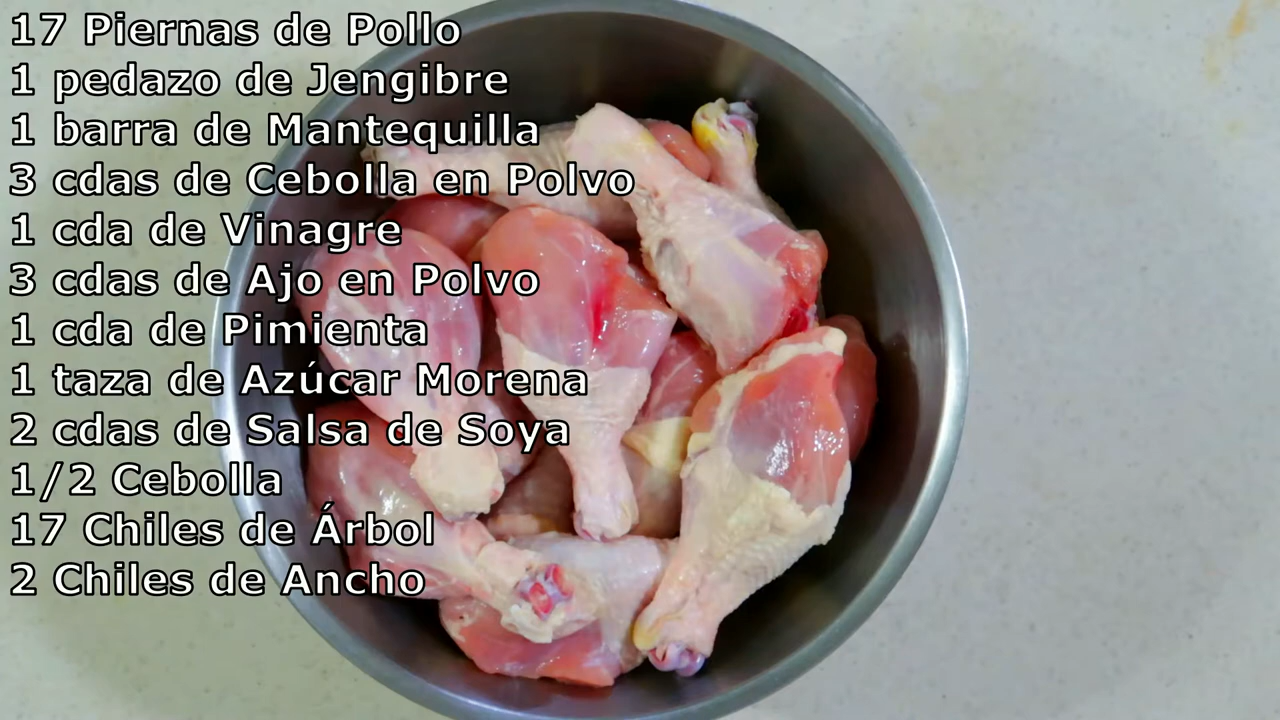 17 Piernas de Pollo
1 pedazo de Jengibre
1 barra de Mantequilla
3 cdas de Cebolla en Polvo
1 cda de Vinagre
3 cdas de Ajo en Polvo
1 cda de Pimienta
1 taza de Azúcar Morena
2 cdas de Salsa de Soya
1/2 Cebolla
17 Chiles de Árbol
2 Chiles de Ancho